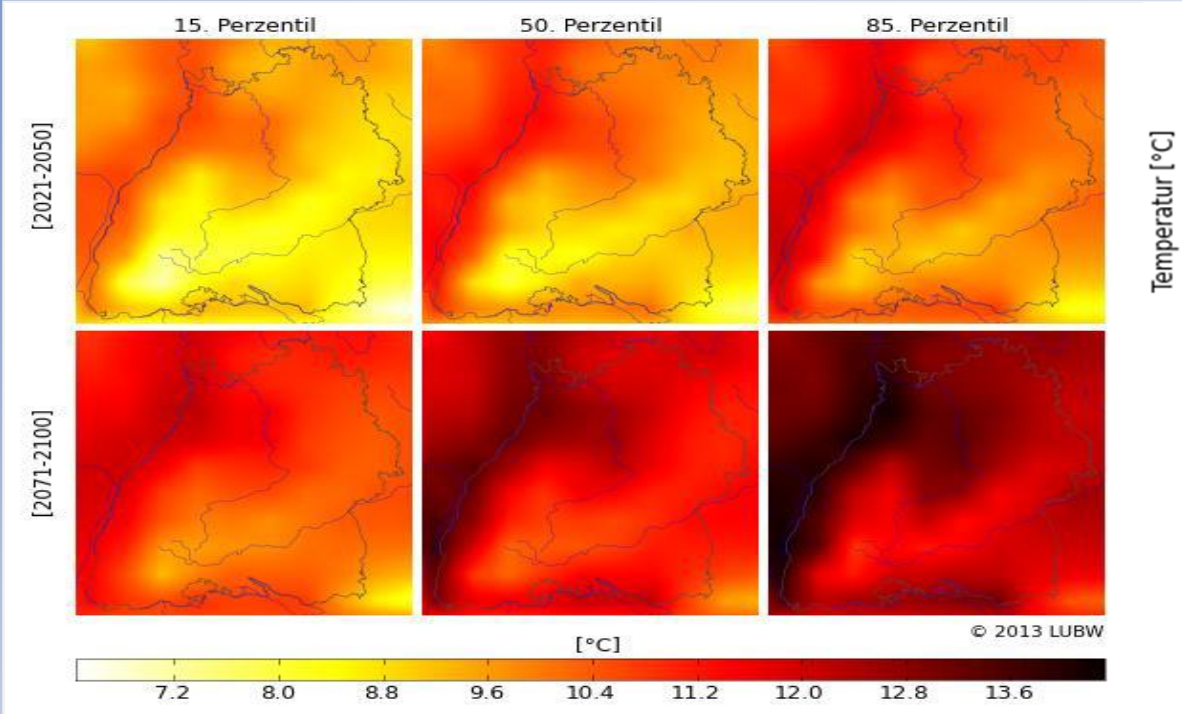 15. Perzentil 50. Perzentil 85. Perzentil
[2021-2050]
Temperatur [°C]
[2071-2100]
© 2013 LUBW
[°C]
7.2 8.0 8.8 9.6 10.4 11.2 12.0 12.8 13.6